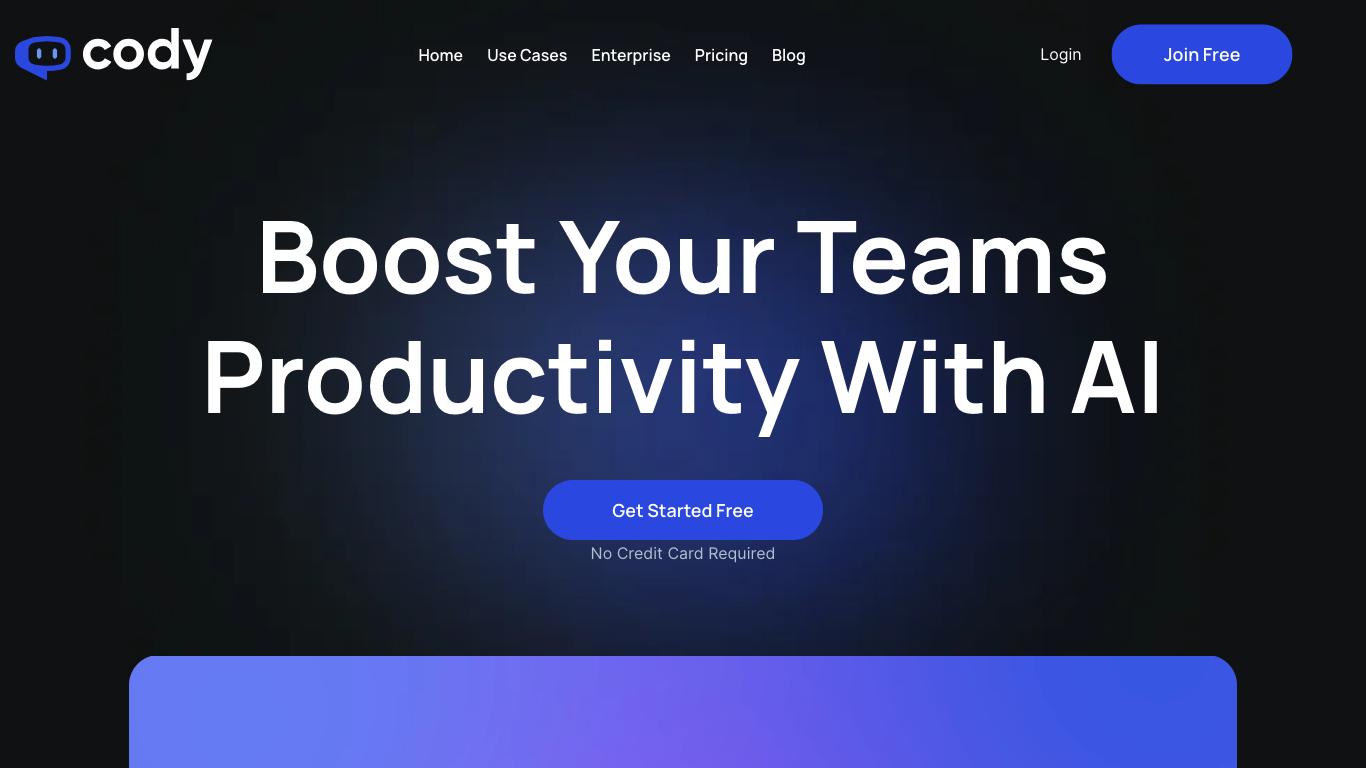 cody
Home
Use Cases
Enterprise
Pricing
Blog
Login
Join Free
Boost Your Teams
Productivity With AI
Get Started Free
No Credit Card Required